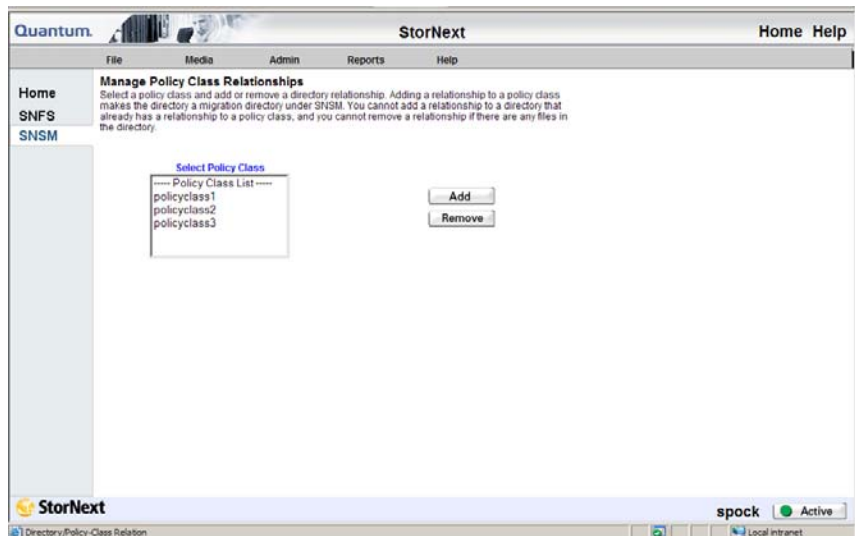 Quantum. StorNext Home Help
File Media Admin Reports Help
Home
SNFS
SNSM
Manage Policy Class Relationships
Select a policy class and add or remove a directory relationship. Adding a relationship to a policy class
makes the directory a migration directory under SNSM. You cannot add a relationship to a directory that
already has a relationship to a policy class, and you cannot remove a relationship if there are any files in
the directory.
Select Policy Class
----- Policy Class List -----
policyclass1
policyclass2
policyclass3
Add
Remove
StorNext
spock Active
Directory/Policy-Class Relation Local intranet